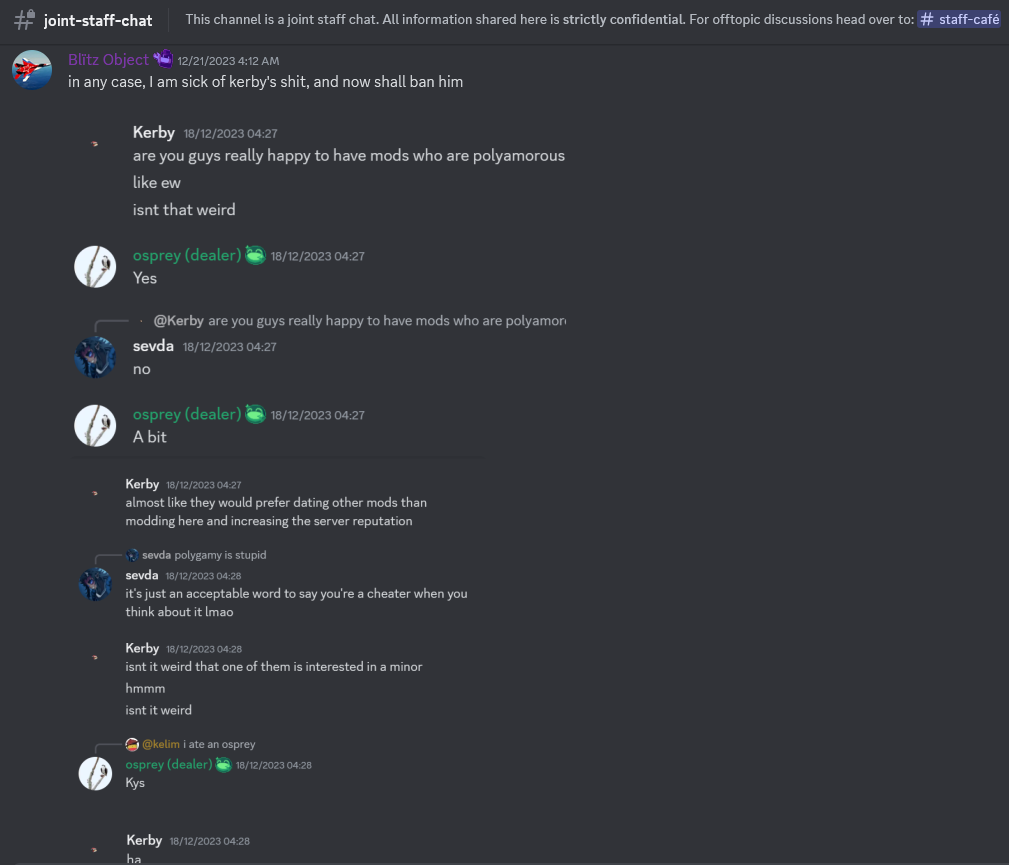 joint-staff-chat This channel is a joint staff chat. All information shared here is strictly confidential. For offtopic discussions head over to: # staff-café
Blĭtz Object 12/21/2023 4:12 AM
in any case, I am sick of kerby's shit, and now shall ban him
Kerby 18/12/2023 04:27
are you guys really happy to have mods who are polyamorous
like ew
isnt that weird
osprey (dealer) 18/12/2023 04:27
Yes
@Kerby are you guys really happy to have mods who are polyamor
sevda 18/12/2023 04:27
no
osprey (dealer) 18/12/2023 04:27
A bit
Kerby 18/12/2023 04:27
almost like they would prefer dating other mods than
modding here and increasing the server reputation
sevda polygamy is stupid
sevda 18/12/2023 04:28
it's just an acceptable word to say you're a cheater when you
think about it lmao
Kerby 18/12/2023 04:28
isnt it weird that one of them is interested in a minor
hmmm
isnt it weird
@kelim i ate an osprey
osprey (dealer) 18/12/2023 04:28
Kys
Kerby 18/12/2023 04:28
ha